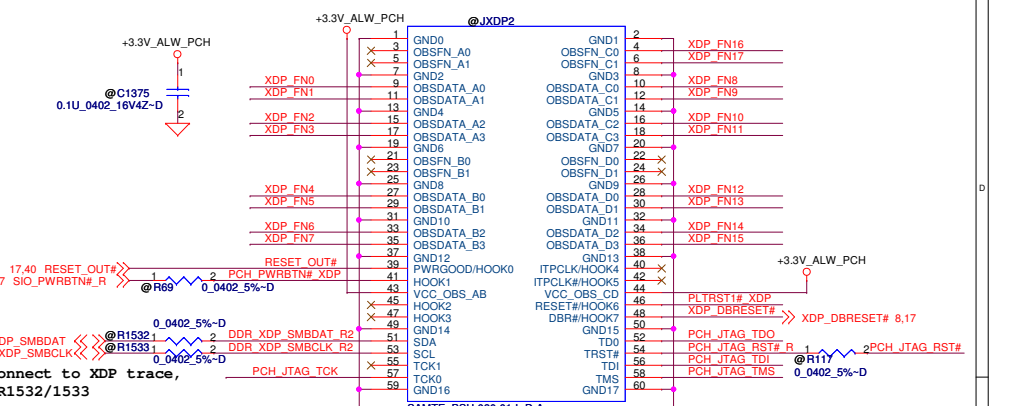 +3.3V_ALW_PCH
@JXDP2
+3.3V_ALW_PCH
1 GND0 GND1 2
3 OBSFN_A0 OBSFN_C0 4 XDP_FN16
5 OBSFN_A1 OBSFN_C1 6 XDP_FN17
7 GND2 GND3 8
1
XDP_FN0 9 OBSDATA_A0 OBSDATA_C0 10 XDP_FN8
@C1375
XDP_FN1 11 OBSDATA_A1 OBSDATA_C1 12 XDP_FN9
0.1U_0402_16V4Z~D
13 GND4 GND5 14
2
XDP_FN2 15 OBSDATA_A2 OBSDATA_C2 16 XDP_FN10
XDP_FN3 17 OBSDATA_A3 OBSDATA_C3 18 XDP_FN11
19 GND6 GND7 20
21 OBSFN_B0 OBSFN_D0 22
23 OBSFN_B1 OBSFN_D1 24
25 GND8 GND9 26
D
XDP_FN4 27 OBSDATA_B0 OBSDATA_D0 28 XDP_FN12
XDP_FN5 29 OBSDATA_B1 OBSDATA_D1 30 XDP_FN13
31 GND10 GND11 32
XDP_FN6 33 OBSDATA_B2 OBSDATA_D2 34 XDP_FN14
XDP_FN7 35 OBSDATA_B3 OBSDATA_D3 36 XDP_FN15
37 GND12 GND13 38
+3.3V_ALW_PCH
17,40 RESET_OUT# RESET_OUT# 39 PWRGOOD/HOOK0 ITPCLK/HOOK4 40
7 SIO_PWRBTN#_R 1 2 PCH_PWRBTN#_XDP 41 HOOK1 ITPCLK#/HOOK5 42
@R69 0_0402_5%~D
43 VCC_OBS_AB VCC_OBS_CD 44
45 HOOK2 RESET#/HOOK6 46 PLTRST1#_XDP
47 HOOK3 DBR#/HOOK7 48 XDP_DBRESET# XDP_DBRESET# 8,17
0_0402_5%~D
49 GND14 GND15 50
DP_SMBDAT @R1532 1 2 DDR_XDP_SMBDAT_R2 51 SDA TD0 52 PCH_JTAG_TDO
XDP_SMBCLK @R1533 1 2 DDR_XDP_SMBCLK_R2 53 SCL TRST# 54 PCH_JTAG_RST#_R 1 2 PCH_JTAG_RST#
0_0402_5%~D
55 TCK1 TDI 56 PCH_JTAG_TDI
@R117
0_0402_5%~D
onnect to XDP trace,
PCH_JTAG_TCK 57 TCK0 TMS 58 PCH_JTAG_TMS
R1532/1533
59 GND16 GND17 60